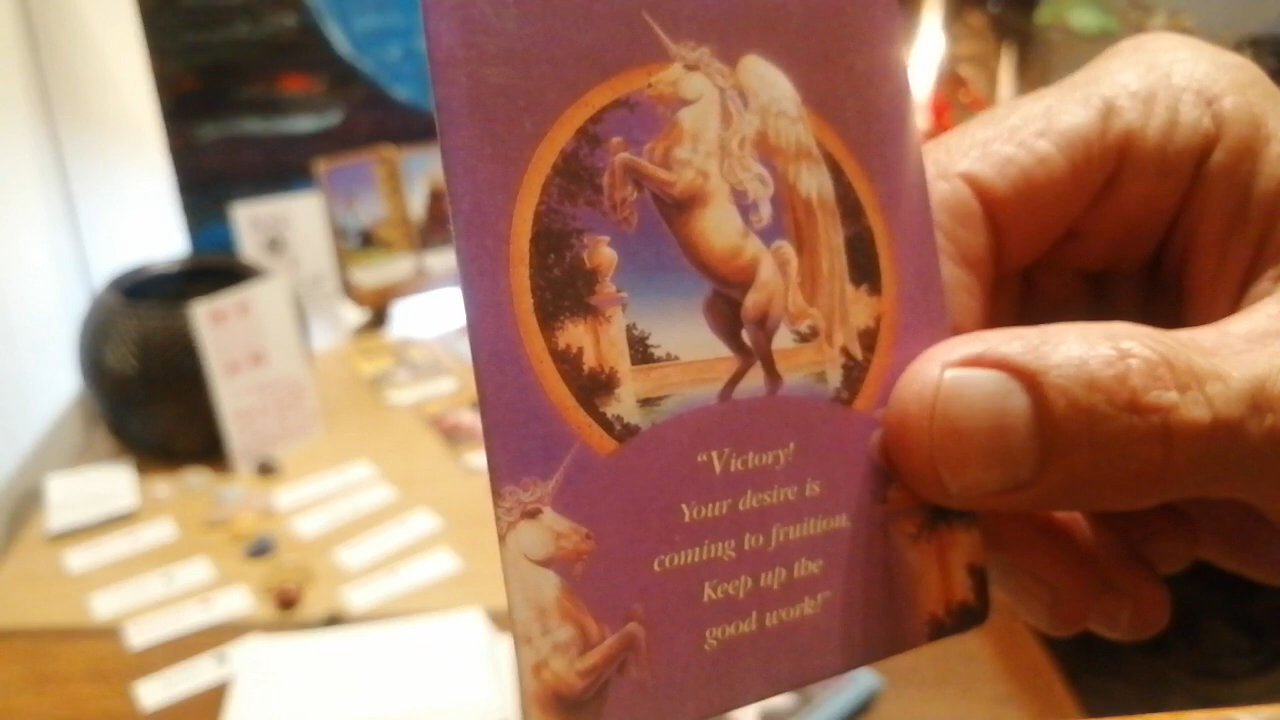 “Victory!
Your desire is
coming to fruition.
Keep up the
good work!”